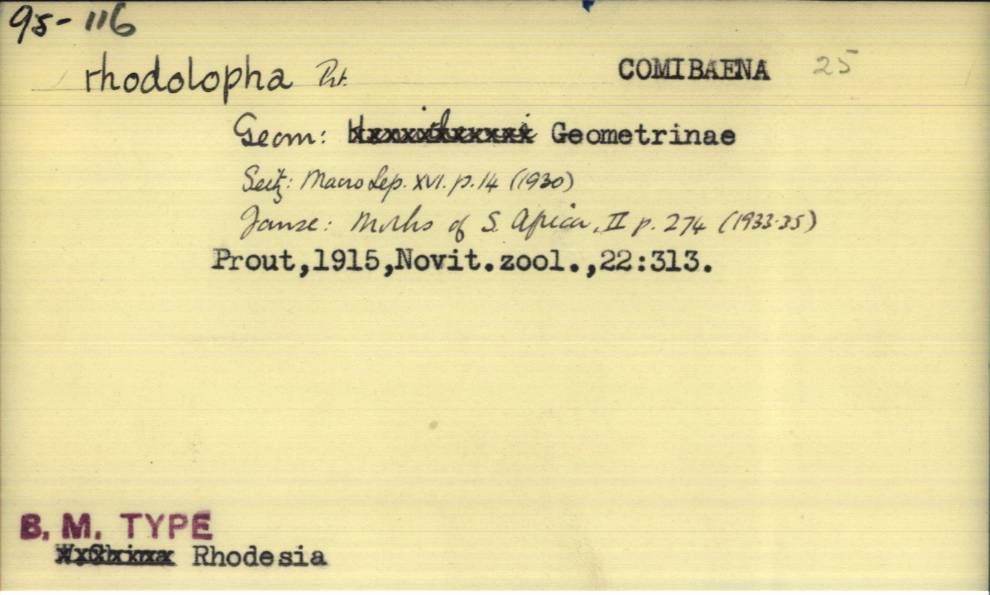 95-116
rhodolopha Prt. COMIBAENA 25
Geom: Geometrinae
Seitz: Macro Lep. XVI. p. 14 (1930)
Janse: Moths of S. Africa, II p. 274 (1933-35)
Prout,1915,Novit.zool.,22:313.
B. M. TYPE
Rhodesia